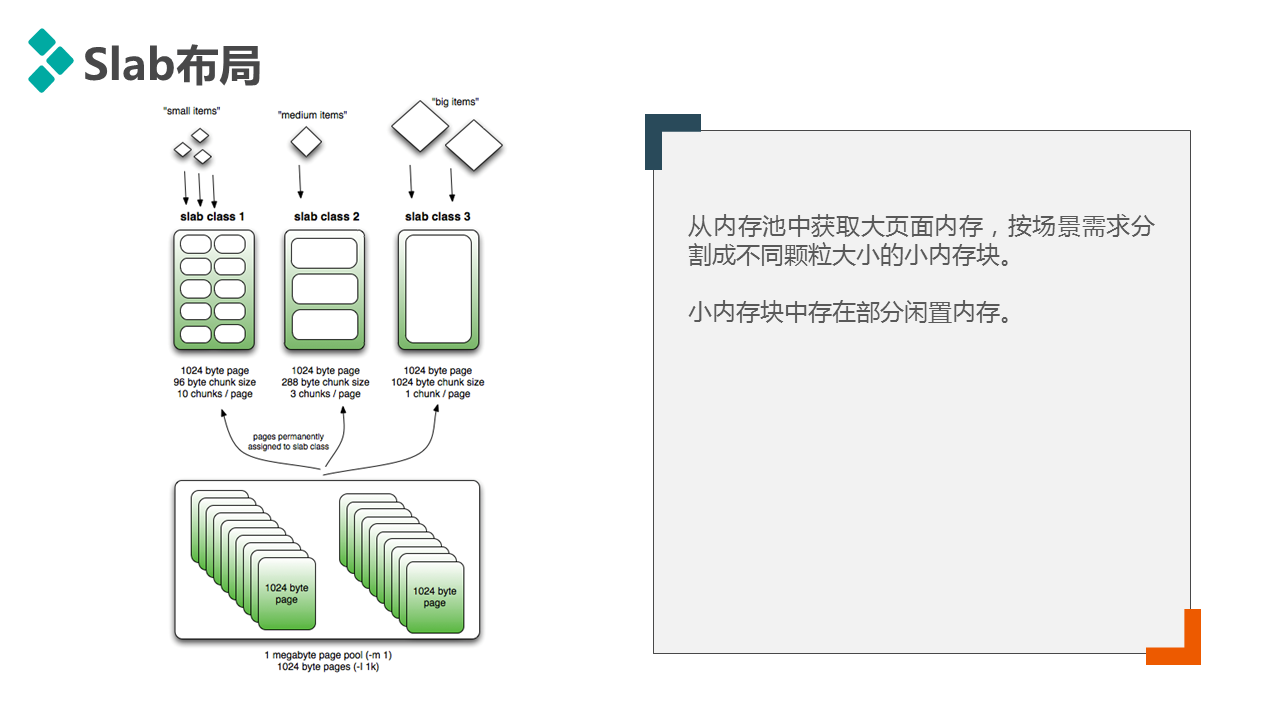 Slab布局
"small items"
"medium items"
"big items"
slab class 1
slab class 2
slab class 3
1024 byte page
96 byte chunk size
10 chunks / page
1024 byte page
288 byte chunk size
3 chunks / page
1024 byte page
1024 byte chunk size
1 chunk / page
pages permanently
assigned to slab class
1024 byte
page
1024 byte
page
1 megabyte page pool (-m 1)
1024 byte pages (-I 1k)
从内存池中获取大页面内存，按场景需求分
割成不同颗粒大小的小内存块。
小内存块中存在部分闲置内存。